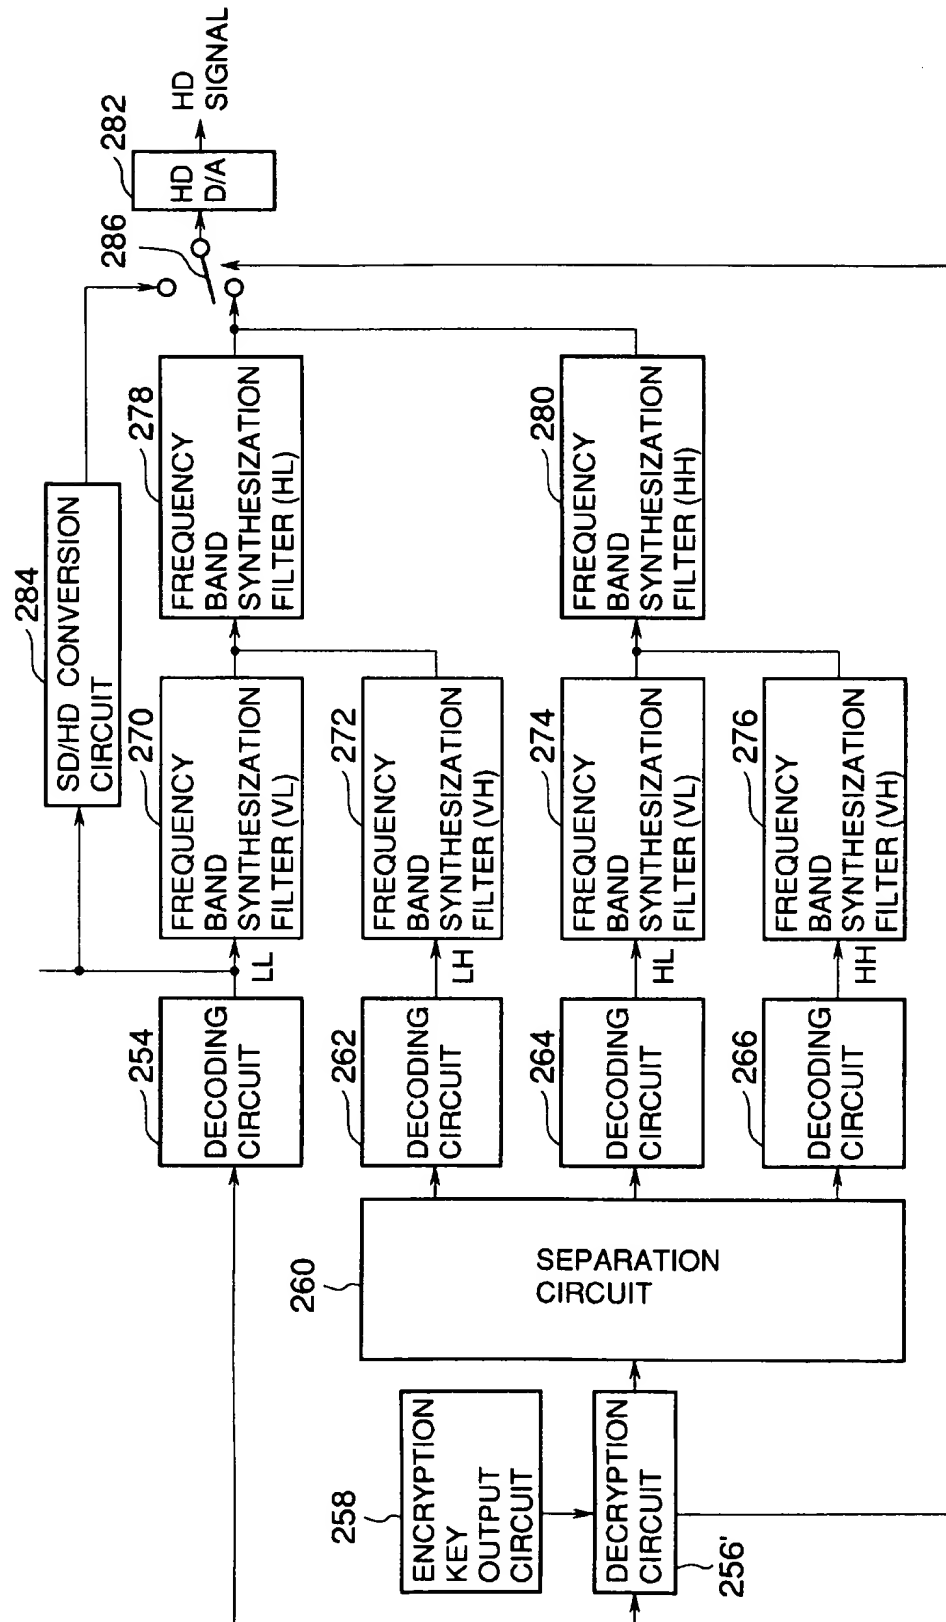 284
SD/HD CONVERSION
CIRCUIT
286
282
HD
D/A
HD
SIGNAL
254
DECODING
CIRCUIT
LL
270
FREQUENCY
BAND
SYNTHESIZATION
FILTER (VL)
278
FREQUENCY
BAND
SYNTHESIZATION
FILTER (HL)
262
DECODING
CIRCUIT
LH
272
FREQUENCY
BAND
SYNTHESIZATION
FILTER (VH)
258
ENCRYPTION
KEY
OUTPUT
CIRCUIT
260
SEPARATION
CIRCUIT
264
DECODING
CIRCUIT
HL
274
FREQUENCY
BAND
SYNTHESIZATION
FILTER (VL)
280
FREQUENCY
BAND
SYNTHESIZATION
FILTER (HH)
DECRYPTION
CIRCUIT
256'
266
DECODING
CIRCUIT
HH
276
FREQUENCY
BAND
SYNTHESIZATION
FILTER (VH)